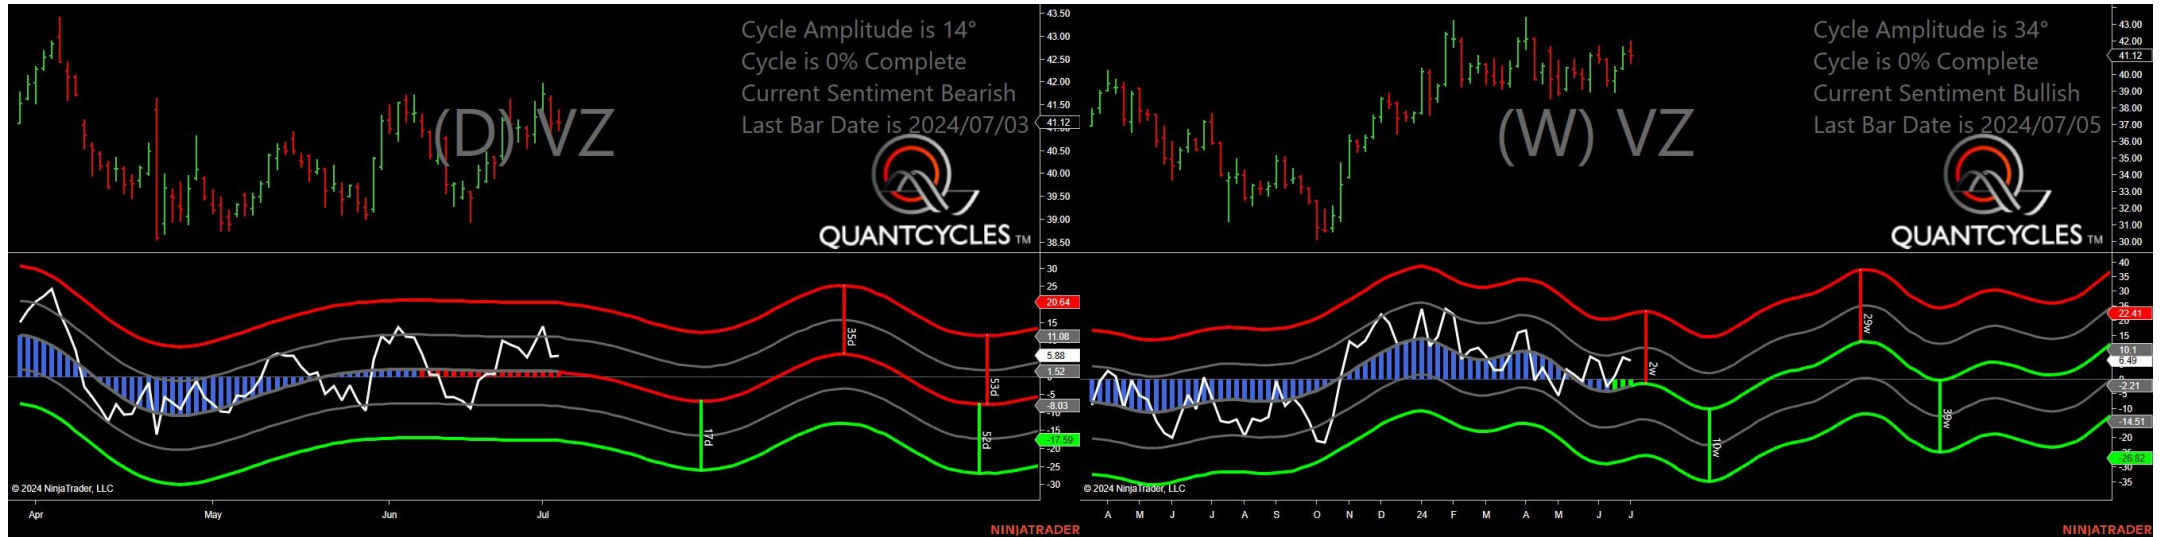 Cycle Amplitude is 14°
Cycle is 0% Complete
Current Sentiment Bearish
Last Bar Date is 2024/07/03
(D) VZ
QUANTCYCLES TM
43.50
43.00
42.50
42.00
41.50
41.12
40.50
40.00
39.50
39.00
38.50
30
25
20.64
15
11.08
5.88
1.52
-5
-8.03
-10
-15
-17.59
-20
-25
-30
35d
53d
17d
52d
© 2024 NinjaTrader, LLC
Apr May Jun Jul
NINJATRADER
Cycle Amplitude is 34°
Cycle is 0% Complete
Current Sentiment Bullish
Last Bar Date is 2024/07/05
(W) VZ
QUANTCYCLES TM
43.00
42.00
41.12
40.00
39.00
38.00
37.00
36.00
35.00
34.00
33.00
32.00
31.00
30.00
40
35
30
22.41
15
10.1
6.49
-2.21
-5
-10
-14.51
-20
-26.82
-30
-35
2w
29w
10w
39w
© 2024 NinjaTrader, LLC
A M J J A S O N D 24 F M A M J J
NINJATRADER